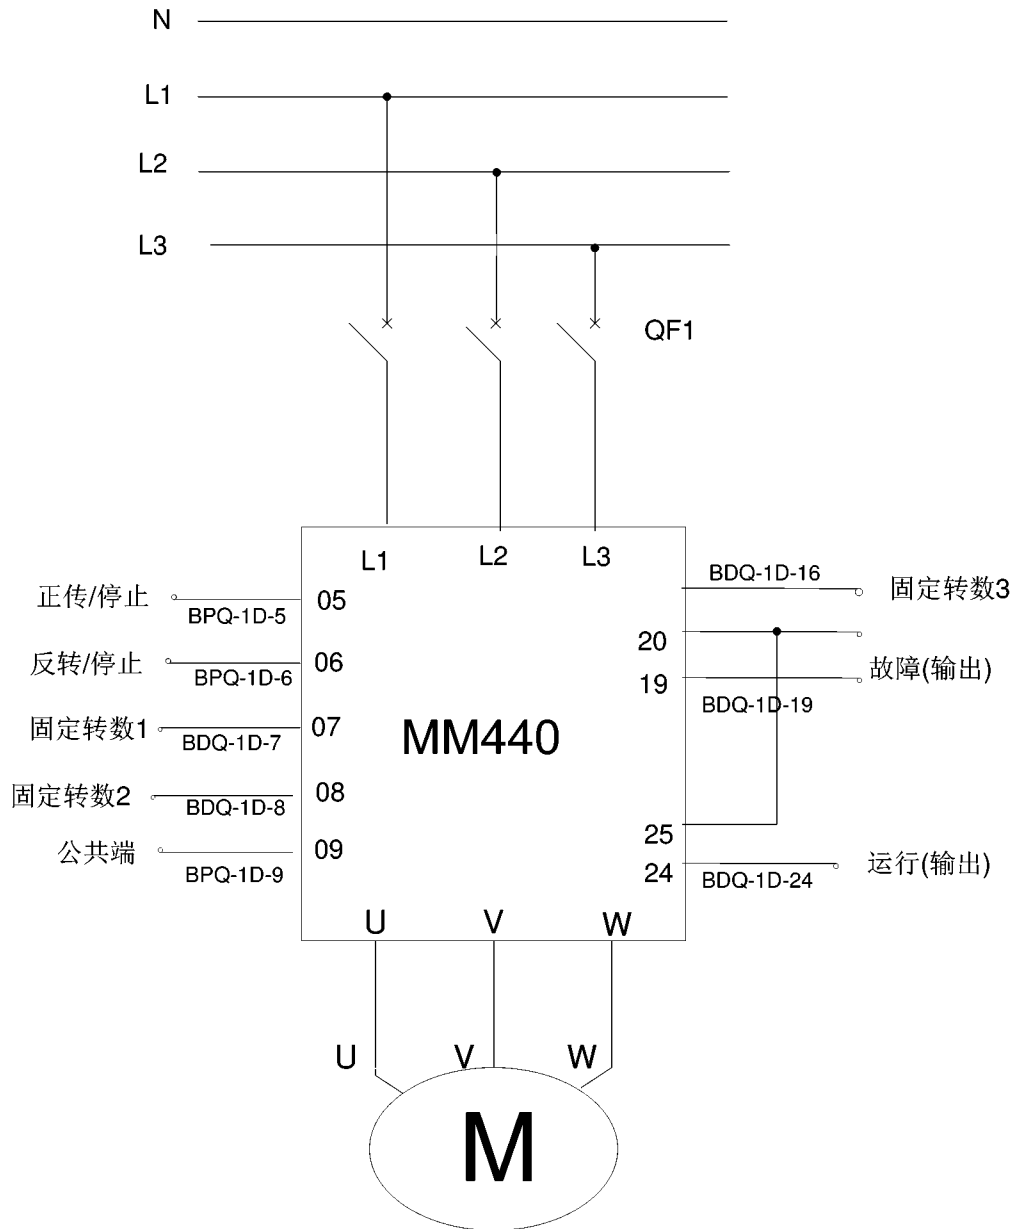 N
L1
L2
L3
QF1
L1
L2
L3
正传/停止
BPQ-1D-5
05
反转/停止
BPQ-1D-6
06
固定转数1
BDQ-1D-7
07
固定转数2
BDQ-1D-8
08
公共端
BPQ-1D-9
09
MM440
BDQ-1D-16
固定转数3
20
19
BDQ-1D-19
故障(输出)
25
24
BDQ-1D-24
运行(输出)
U
V
W
U
V
W
M